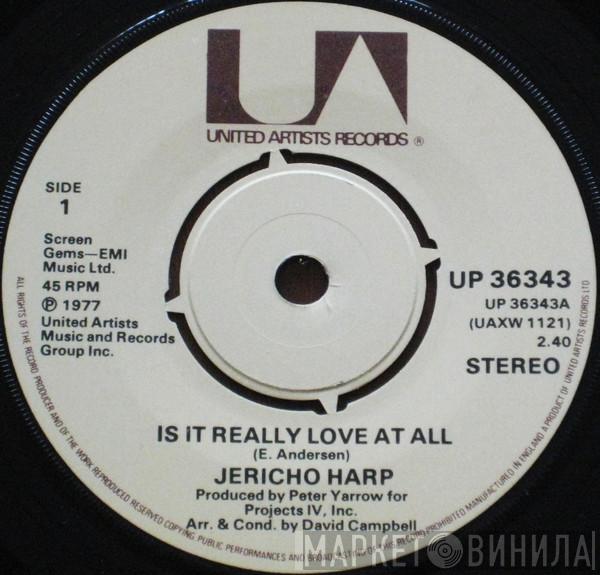 UA
UNITED ARTISTS RECORDS ®
SIDE
1
Screen
Gems—EMI
Music Ltd.
45 RPM
℗ 1977
United Artists
Music and Records
Group Inc.
UP 36343
UP 36343A
(UAXW 1121)
2.40
STEREO
IS iT REALLY LOVE AT ALL
(E. Andersen)
JERICHO HARP
Produced by Peter Yarrow for
Projects IV, Inc.
Arr. & Cond. by David Campbell
ALL RIGHTS OF THE RECORD PRODUCER AND OF THE WORK REPRODUCED RESERVED COPYING PUBLIC PERFORMANCES AND BROADCASTING OF THIS RECORD PROHIBITED MANUFACTURED IN ENGLAND A PRODUCT OF UNITED ARTISTS RECORDS LTD
МАРКЕТ ВИНИЛА